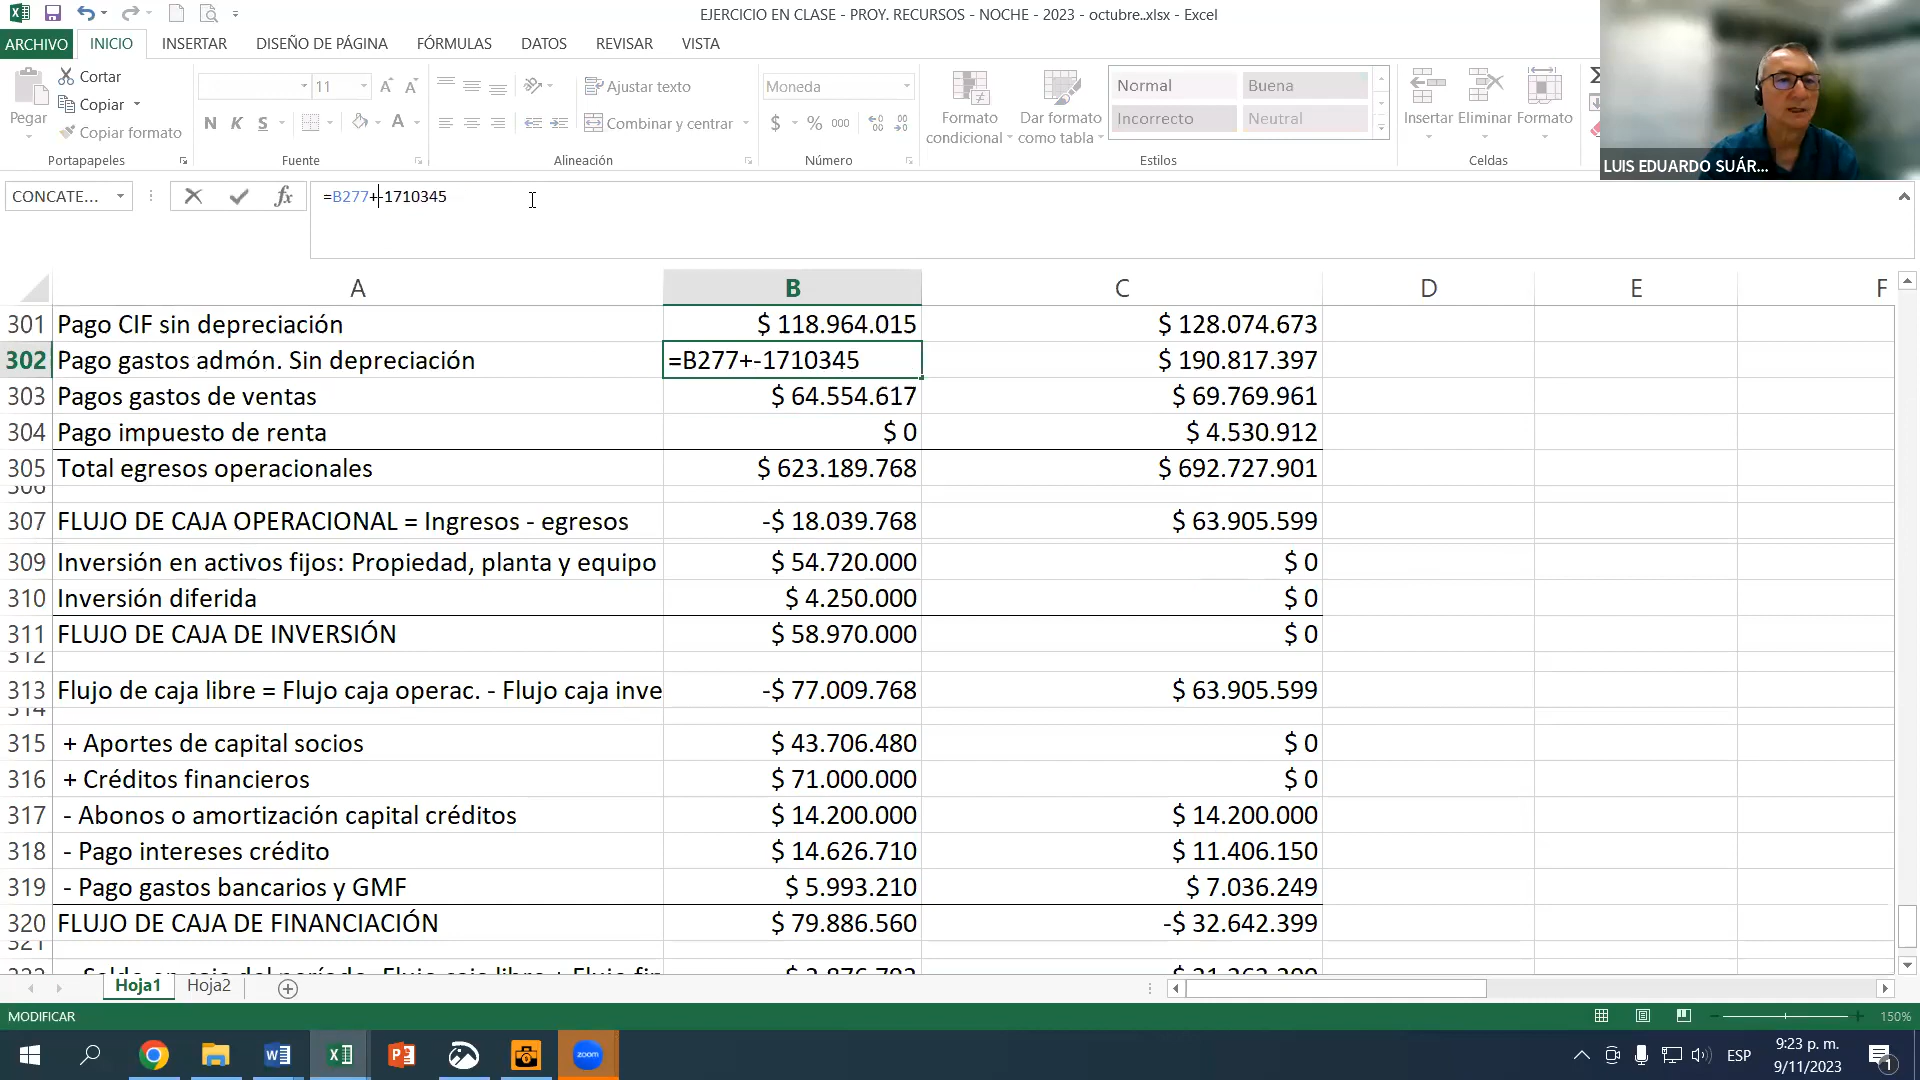 EJERCICIO EN CLASE - PROY. RECURSOS - NOCHE - 2023 - octubre..xlsx - Excel
ARCHIVO INICIO INSERTAR DISEÑO DE PÁGINA FÓRMULAS DATOS REVISAR VISTA
Pegar
Cortar
Copiar
Copiar formato
Portapapeles
11
N K S
Fuente
Ajustar texto
Combinar y centrar
Alineación
Moneda
$ % 000
Número
Formato condicional
Dar formato como tabla
Normal Buena
Incorrecto Neutral
Estilos
Insertar Eliminar Formato
Celdas
LUIS EDUARDO SUÁR...
CONCATE... fx =B277+-1710345
A B C D E F
301 Pago CIF sin depreciación $ 118.964.015 $ 128.074.673
302 Pago gastos admón. Sin depreciación =B277+-1710345 $ 190.817.397
303 Pagos gastos de ventas $ 64.554.617 $ 69.769.961
304 Pago impuesto de renta $ 0 $ 4.530.912
305 Total egresos operacionales $ 623.189.768 $ 692.727.901
306
307 FLUJO DE CAJA OPERACIONAL = Ingresos - egresos -$ 18.039.768 $ 63.905.599
309 Inversión en activos fijos: Propiedad, planta y equipo $ 54.720.000 $ 0
310 Inversión diferida $ 4.250.000 $ 0
311 FLUJO DE CAJA DE INVERSIÓN $ 58.970.000 $ 0
312
313 Flujo de caja libre = Flujo caja operac. - Flujo caja inve -$ 77.009.768 $ 63.905.599
314
315 + Aportes de capital socios $ 43.706.480 $ 0
316 + Créditos financieros $ 71.000.000 $ 0
317 - Abonos o amortización capital créditos $ 14.200.000 $ 14.200.000
318 - Pago intereses crédito $ 14.626.710 $ 11.406.150
319 - Pago gastos bancarios y GMF $ 5.993.210 $ 7.036.249
320 FLUJO DE CAJA DE FINANCIACIÓN $ 79.886.560 -$ 32.642.399
321
Hoja1 Hoja2
MODIFICAR 150%
zoom
ESP
9:23 p. m.
9/11/2023
1